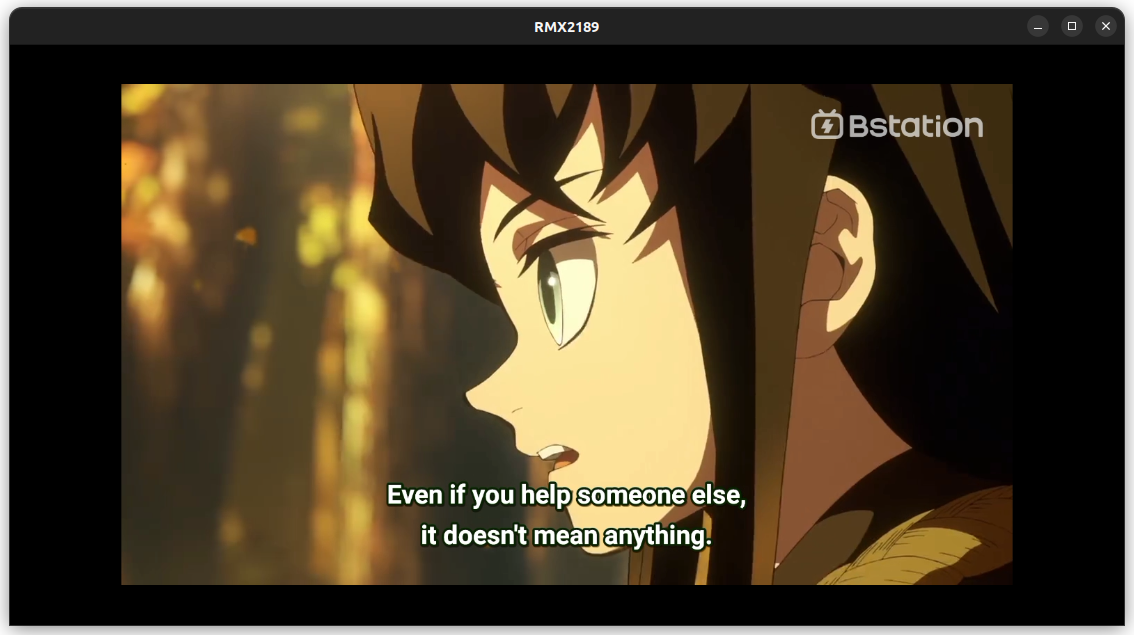 RMX2189
Bstation
Even if you help someone else,
it doesn't mean anything.